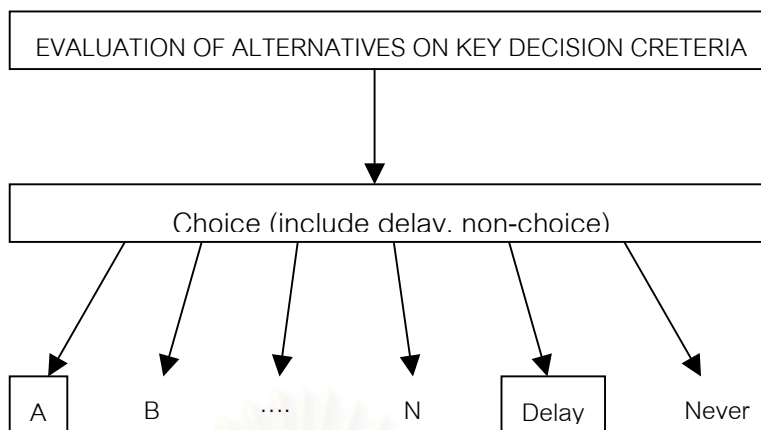 EVALUATION OF ALTERNATIVES ON KEY DECISION CRETERIA
Choice (include delay, non-choice)
A B .... N Delay Never